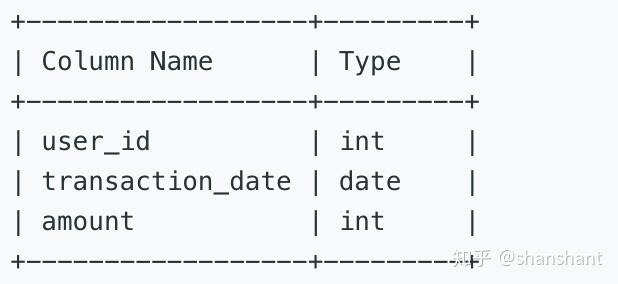 +------------------+---------+
| Column Name      | Type    |
+------------------+---------+
| user_id          | int     |
| transaction_date | date    |
| amount           | int     |
+------------------+---------+
知乎 @shanshant